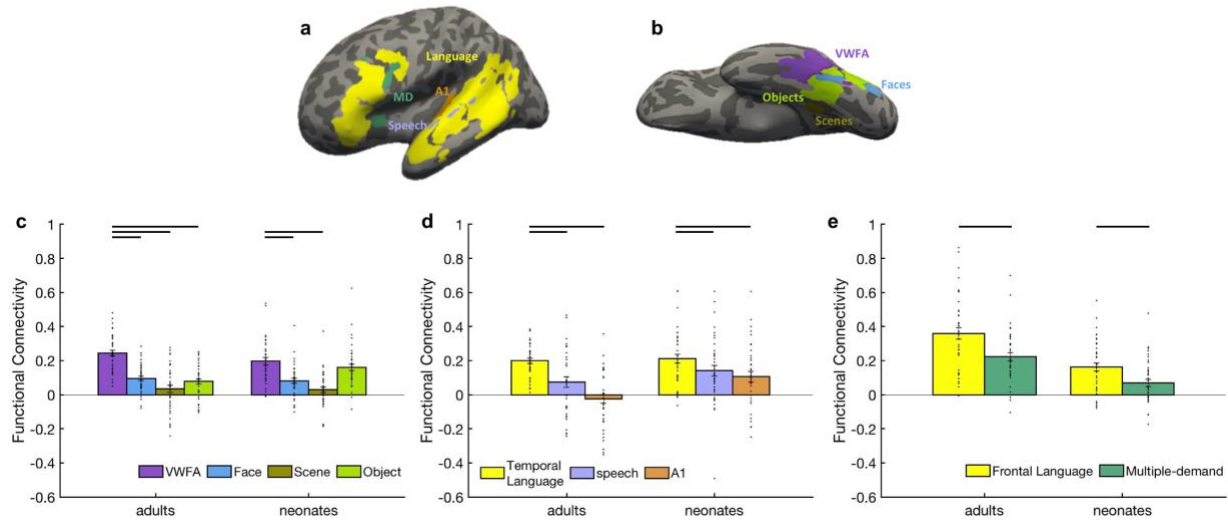 a
Language
MD
A1
Speech
b
VWFA
Faces
Objects
Scenes
c
Functional Connectivity
1
0.8
0.6
0.4
0.2
0
-0.2
-0.4
-0.6
VWFA Face Scene Object
adults neonates
d
Functional Connectivity
1
0.8
0.6
0.4
0.2
0
-0.2
-0.4
-0.6
Temporal
Language
speech A1
adults neonates
e
Functional Connectivity
1
0.8
0.6
0.4
0.2
0
-0.2
-0.4
-0.6
Frontal Language Multiple-demand
adults neonates